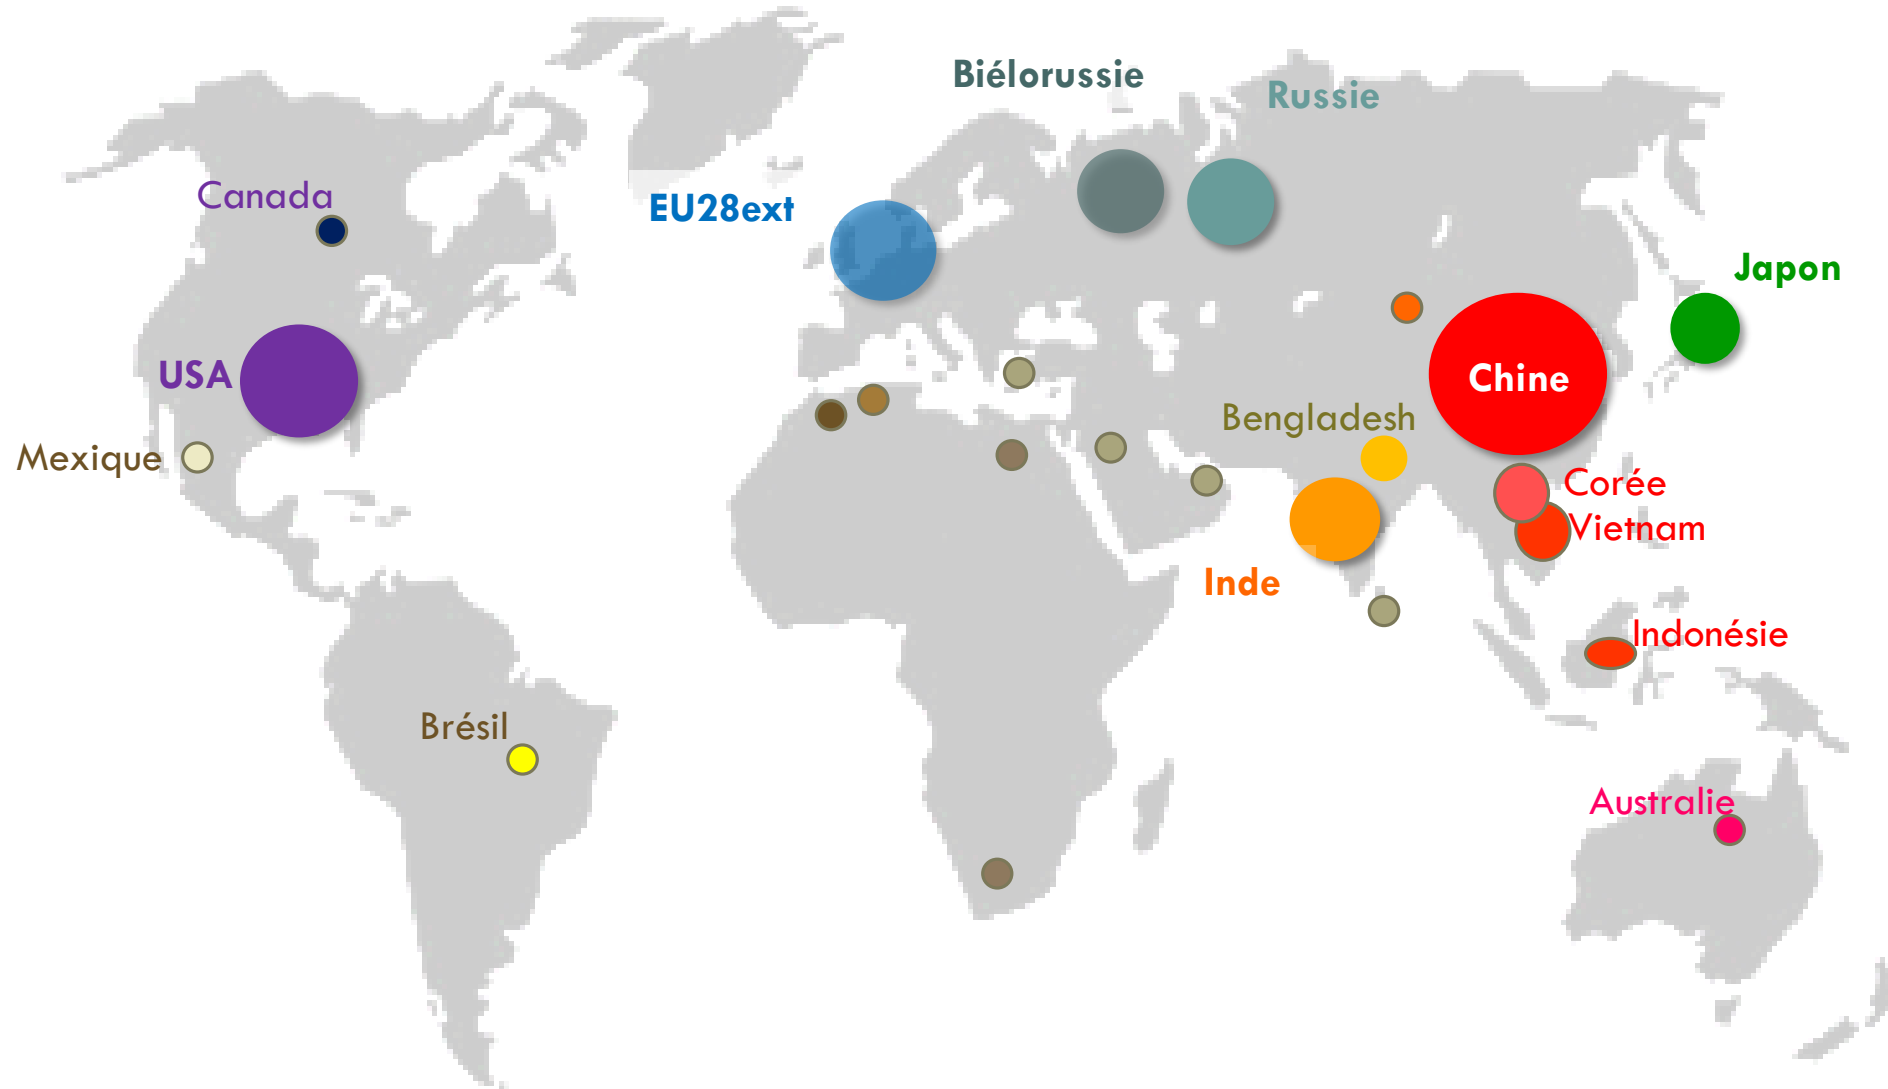 Biélorussie
Russie
Canada
EU28ext
Japon
USA
Chine
Bengladesh
Mexique
Corée
Vietnam
Inde
Indonésie
Brésil
Australie